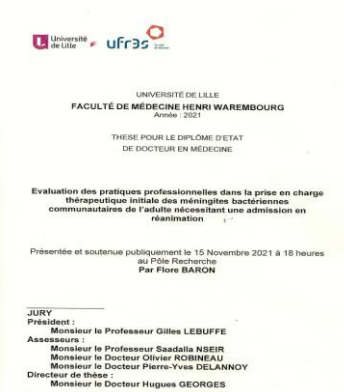 Université
de Lille
ufr3s
UNIVERSITÉ DE LILLE
FACULTÉ DE MÉDECINE HENRI WAREMBOURG
Année : 2021
THESE POUR LE DIPLÔME D'ETAT
DE DOCTEUR EN MÉDECINE
Évaluation des pratiques professionnelles dans la prise en charge
thérapeutique initiale des méningites bactériennes
communautaires de l'adulte nécessitant une admission en
réanimation
Présentée et soutenue publiquement le 15 Novembre 2021 à 18 heures
au Pôle Recherche
Par Flore BARON
JURY
Président :
Monsieur le Professeur Gilles LEBUFFE
Assesseurs :
Monsieur le Professeur Saadalla NSEIR
Monsieur le Docteur Olivier ROBINEAU
Monsieur le Docteur Pierre-Yves DELANNOY
Directeur de thèse :
Monsieur le Docteur Hugues GEORGES